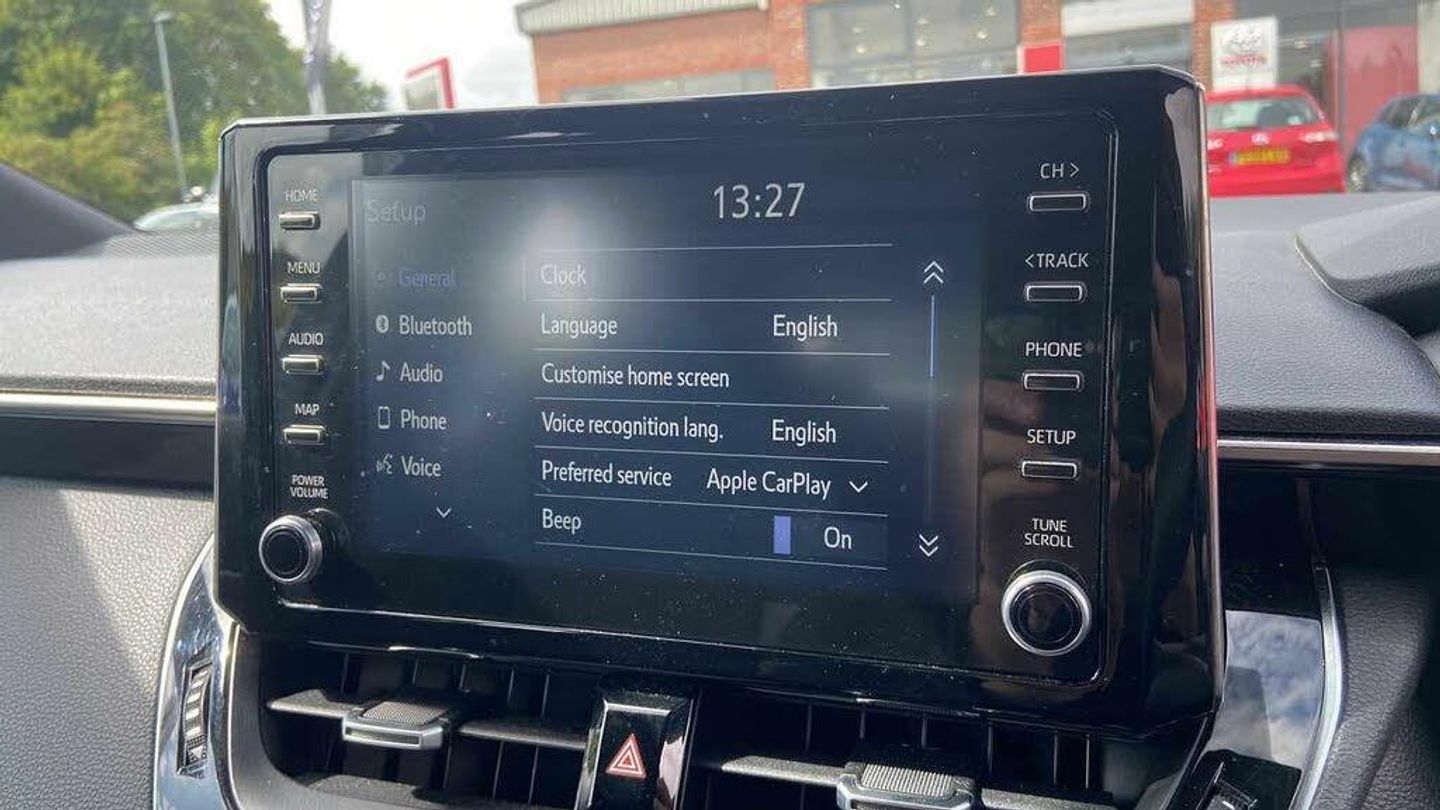 HOME
MENU
AUDIO
MAP
POWER
VOLUME
Setup
13:27
General
Bluetooth
Audio
Phone
Voice
Clock
Language English
Customise home screen
Voice recognition lang. English
Preferred service Apple CarPlay
Beep On
CH >
<TRACK
PHONE
SETUP
TUNE
SCROLL
TOYOTA